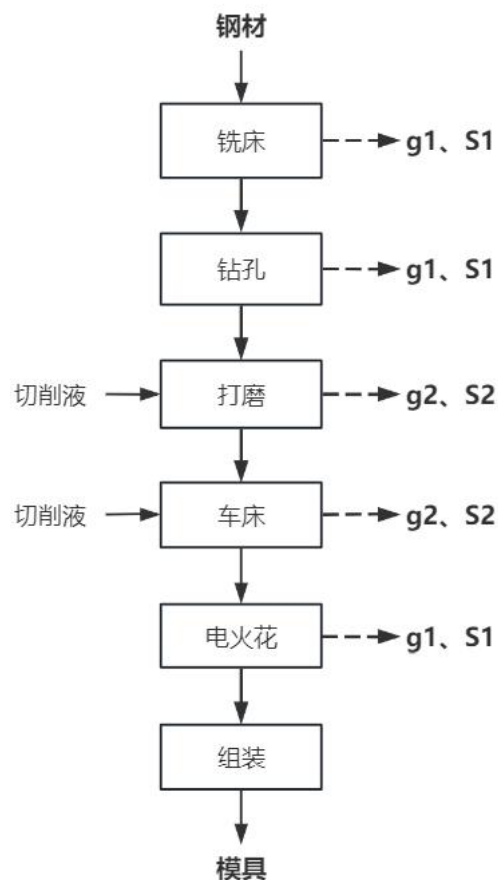 钢材
铣床
g1、S1
钻孔
g1、S1
切削液
打磨
g2、S2
切削液
车床
g2、S2
电火花
g1、S1
组装
模具